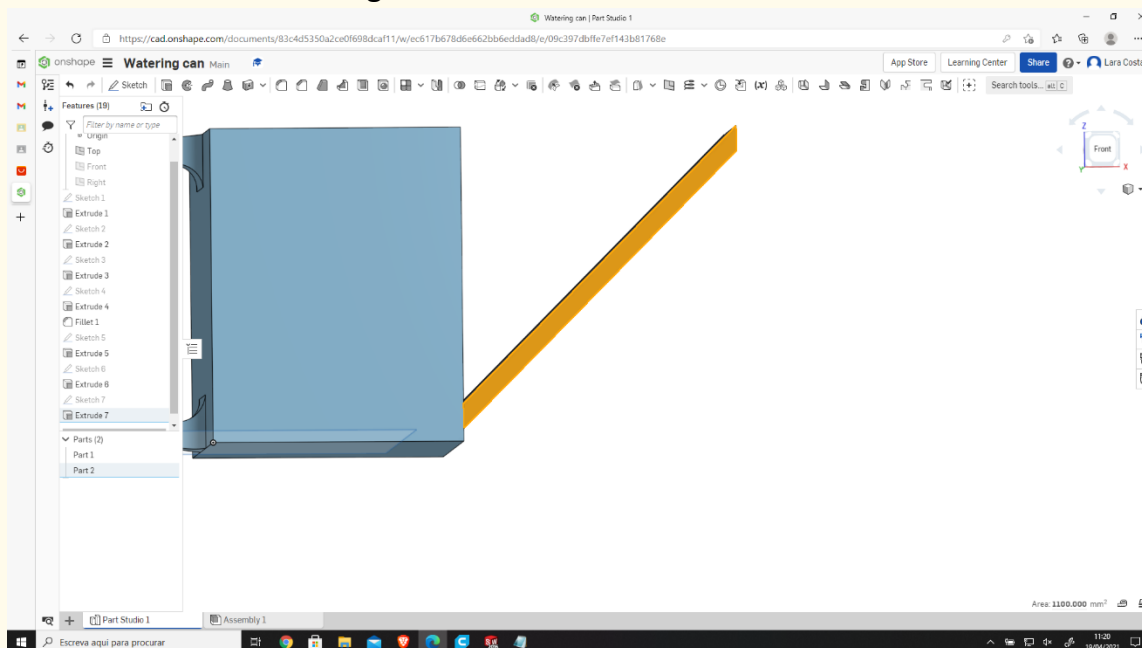 Watering can | Part Studio 1
https://cad.onshape.com/documents/83c4d5350a2ce0f698dcaf11/w/ec617b678d6e662bb6eddad8/e/09c397dbffe7ef143b81768e
onshape Watering can Main App Store Learning Center Share Lara Costa
Sketch Search tools... alt C
Features (19)
Filter by name or type
Origin
Top
Front
Right
Sketch 1
Extrude 1
Sketch 2
Extrude 2
Sketch 3
Extrude 3
Sketch 4
Extrude 4
Fillet 1
Sketch 5
Extrude 5
Sketch 6
Extrude 6
Sketch 7
Extrude 7
Parts (2)
Part 1
Part 2
Z
Front
X
Y
Area: 1100.000 mm²
Part Studio 1 Assembly 1
Escreva aqui para procurar
11:20
19/04/2021